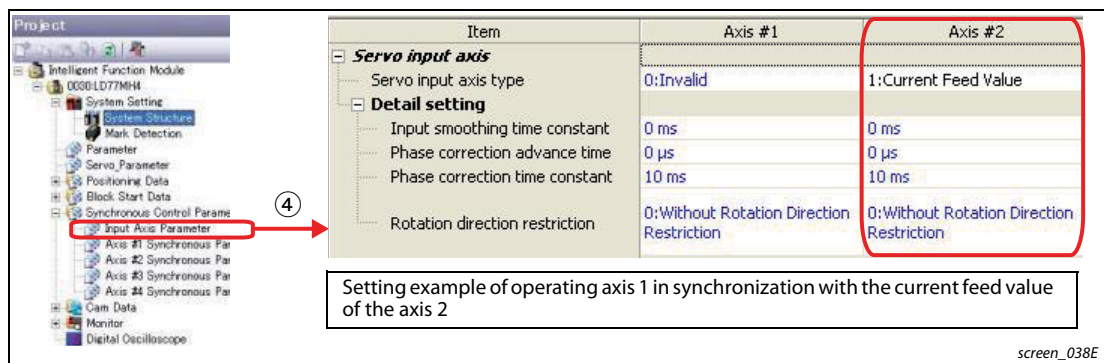 Project
Intelligent Function Module
0030:LD77MH4
System Setting
System Structure
Mark Detection
Parameter
Servo_Parameter
Positioning Data
Block Start Data
Synchronous Control Parame
Input Axis Parameter
Axis #1 Synchronous Par
Axis #2 Synchronous Par
Axis #3 Synchronous Par
Axis #4 Synchronous Par
Cam Data
Monitor
Digital Oscilloscope
④
Item Axis #1 Axis #2
Servo input axis
Servo input axis type 0:Invalid 1:Current Feed Value
Detail setting
Input smoothing time constant 0 ms 0 ms
Phase correction advance time 0 µs 0 µs
Phase correction time constant 10 ms 10 ms
Rotation direction restriction 0:Without Rotation Direction Restriction 0:Without Rotation Direction Restriction
Setting example of operating axis 1 in synchronization with the current feed value
of the axis 2
screen_038E